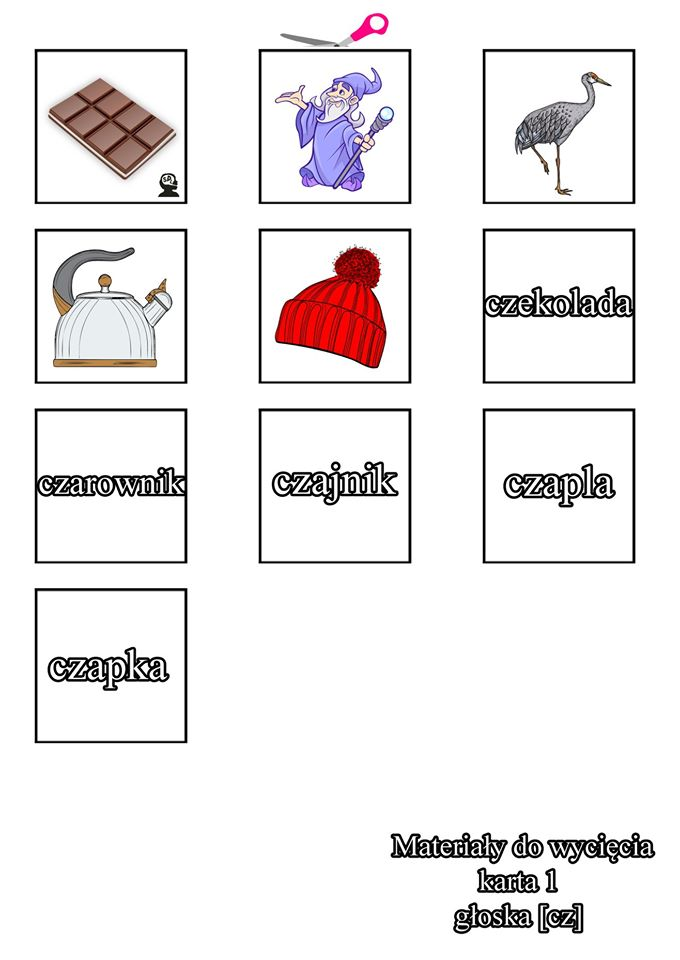 czekolada
czarownik
czajnik
czapla
czapka
Materiały do wycięcia
karta 1
głoska [cz]